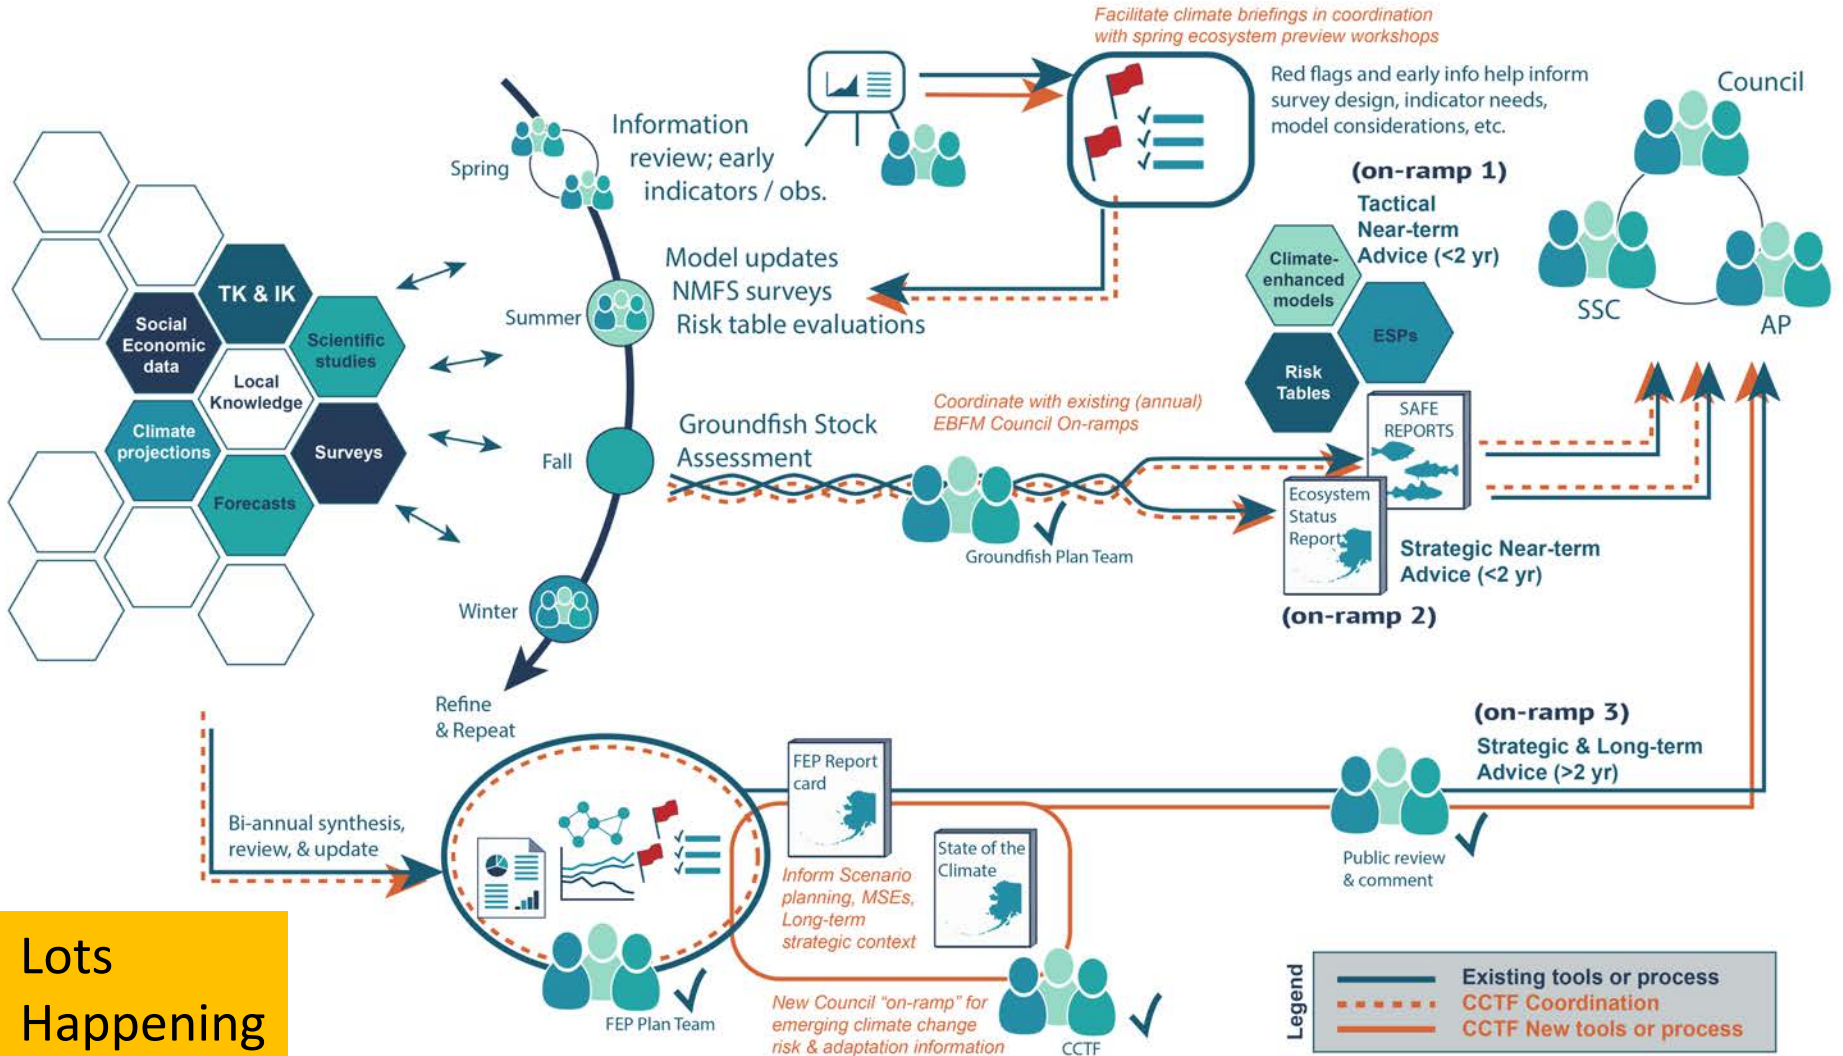 Facilitate climate briefings in coordination
with spring ecosystem preview workshops
Red flags and early info help inform
survey design, indicator needs,
model considerations, etc.
Council
SSC
AP
(on-ramp 1)
Tactical
Near-term
Advice (<2 yr)
Climate-
enhanced
models
ESPs
Risk
Tables
Spring
Information
review; early
indicators / obs.
Summer
Model updates
NMFS surveys
Risk table evaluations
TK & IK
Social
Economic
data
Scientific
studies
Local
Knowledge
Climate
projections
Surveys
Forecasts
Fall
Groundfish Stock
Assessment
Coordinate with existing (annual)
EBFM Council On-ramps
Groundfish Plan Team
SAFE
REPORTS
Ecosystem
Status
Report
Strategic Near-term
Advice (<2 yr)
(on-ramp 2)
Winter
Refine
& Repeat
(on-ramp 3)
Strategic & Long-term
Advice (>2 yr)
Bi-annual synthesis,
review, & update
FEP Report
card
State of the
Climate
Inform Scenario
planning, MSEs,
Long-term
strategic context
Public review
& comment
FEP Plan Team
New Council "on-ramp" for
emerging climate change
risk & adaptation information
CCTF
Lots
Happening
Legend
Existing tools or process
CCTF Coordination
CCTF New tools or process